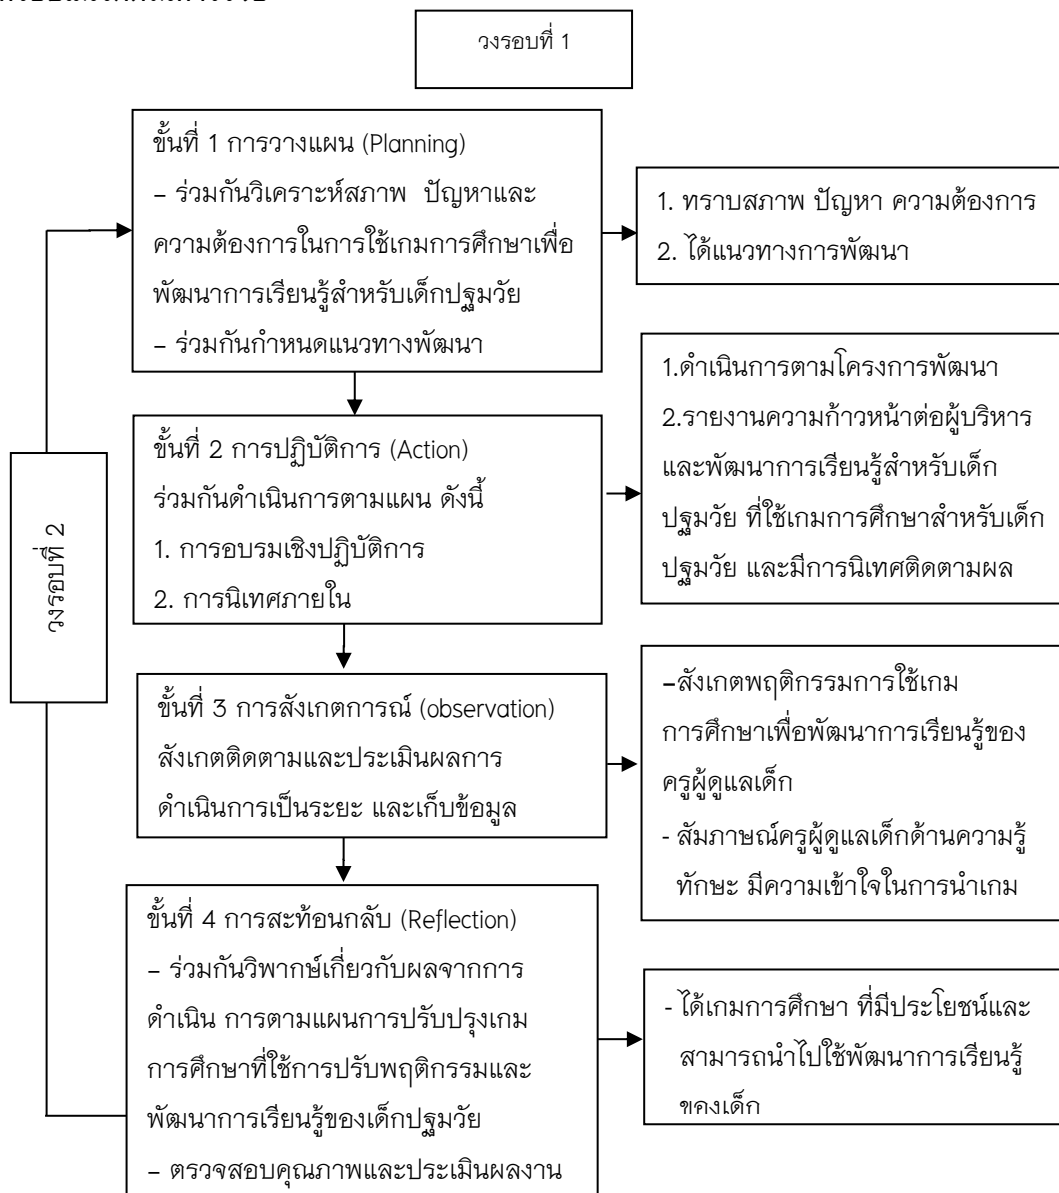 วงรอบที่ 1
ขั้นที่ 1 การวางแผน (Planning)
– ร่วมกันวิเคราะห์สภาพ ปัญหาและ
ความต้องการในการใช้เกมการศึกษาเพื่อ
พัฒนาการเรียนรู้สำหรับเด็กปฐมวัย
– ร่วมกันกำหนดแนวทางพัฒนา
1. ทราบสภาพ ปัญหา ความต้องการ
2. ได้แนวทางการพัฒนา
ขั้นที่ 2 การปฏิบัติการ (Action)
ร่วมกันดำเนินการตามแผน ดังนี้
1. การอบรมเชิงปฏิบัติการ
2. การนิเทศภายใน
1.ดำเนินการตามโครงการพัฒนา
2.รายงานความก้าวหน้าต่อผู้บริหาร
และพัฒนาการเรียนรู้สำหรับเด็ก
ปฐมวัย ที่ใช้เกมการศึกษาสำหรับเด็ก
ปฐมวัย และมีการนิเทศติดตามผล
วงรอบที่ 2
ขั้นที่ 3 การสังเกตการณ์ (observation)
สังเกตติดตามและประเมินผลการ
ดำเนินการเป็นระยะ และเก็บข้อมูล
–สังเกตพฤติกรรมการใช้เกม
การศึกษาเพื่อพัฒนาการเรียนรู้ของ
ครูผู้ดูแลเด็ก
- สัมภาษณ์ครูผู้ดูแลเด็กด้านความรู้
ทักษะ มีความเข้าใจในการนำเกม
ขั้นที่ 4 การสะท้อนกลับ (Reflection)
– ร่วมกันวิพากษ์เกี่ยวกับผลจากการ
ดำเนิน การตามแผนการปรับปรุงเกม
การศึกษาที่ใช้การปรับพฤติกรรมและ
พัฒนาการเรียนรู้ของเด็กปฐมวัย
– ตรวจสอบคุณภาพและประเมินผลงาน
- ได้เกมการศึกษา ที่มีประโยชน์และ
สามารถนำไปใช้พัฒนาการเรียนรู้
ของเด็ก